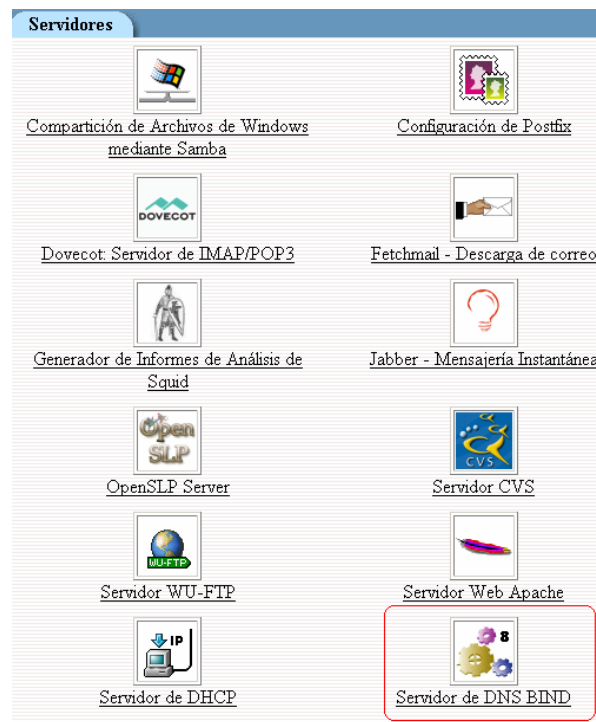 Servidores
Compartición de Archivos de Windows
mediante Samba
Configuración de Postfix
DOVECOT
Dovecot: Servidor de IMAP/POP3
Fetchmail - Descarga de correo
Generador de Informes de Análisis de
Squid
Jabber - Mensajería Instantánea
Open
SLP
OpenSLP Server
CVS
Servidor CVS
WU-FTP
Servidor WU-FTP
Servidor Web Apache
IP
Servidor de DHCP
8
Servidor de DNS BIND